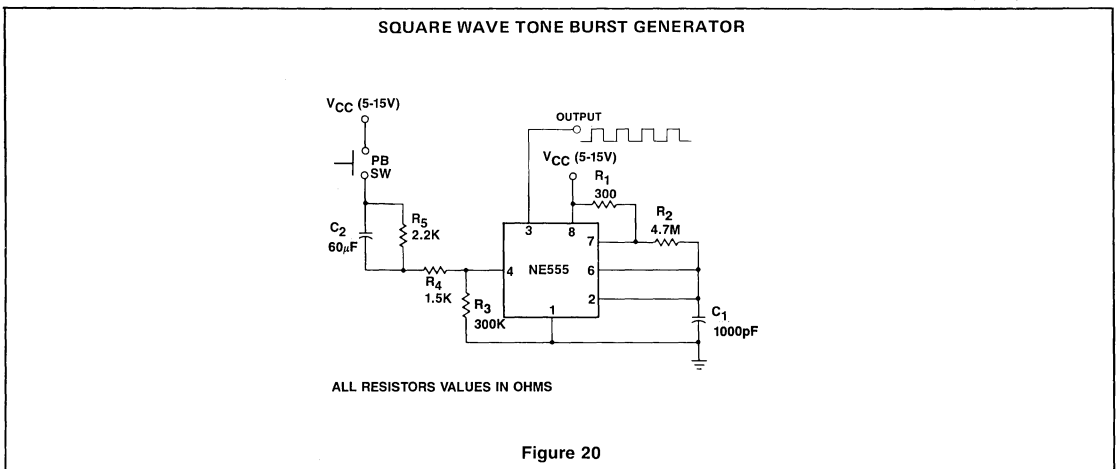 SQUARE WAVE TONE BURST GENERATOR
VCC (5-15V)
OUTPUT
VCC (5-15V)
PB
SW
R1
300
R2
4.7M
C2
60μF
R5
2.2K
3
8
7
4
NE555
6
R4
1.5K
R3
300K
2
1
C1
1000pF
ALL RESISTORS VALUES IN OHMS
Figure 20